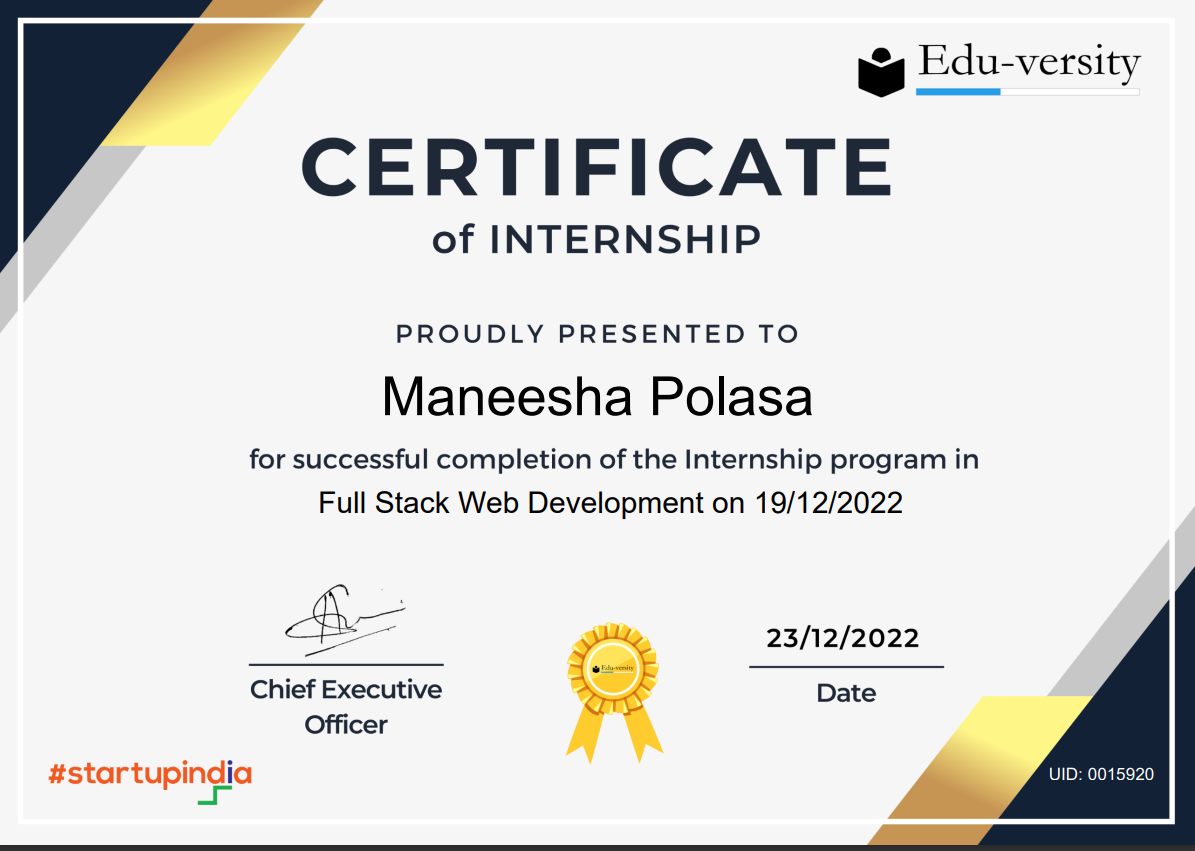 Edu-versity
CERTIFICATE
of INTERNSHIP
PROUDLY PRESENTED TO
Maneesha Polasa
for successful completion of the Internship program in
Full Stack Web Development on 19/12/2022
Chief Executive
Officer
Edu-versity
23/12/2022
Date
#startupindia
UID: 0015920